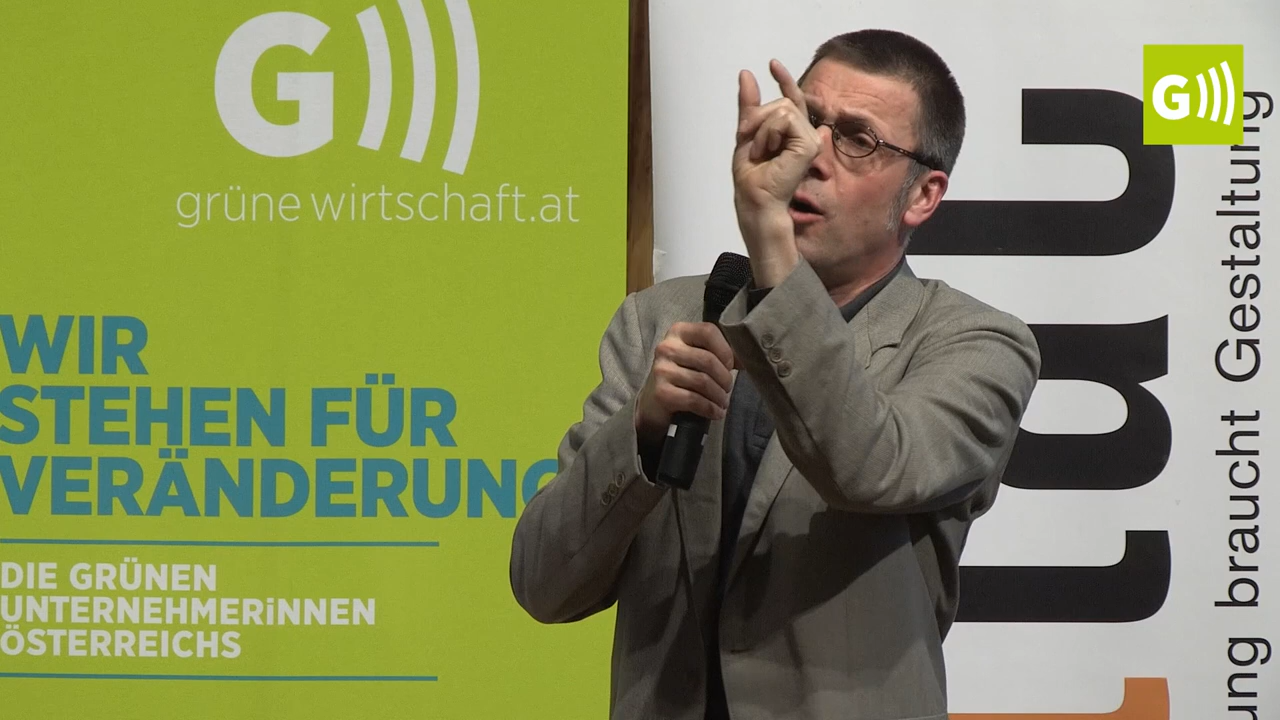 G
grüne wirtschaft.at
WIR
STEHEN FÜR
VERÄNDERUNG
DIE GRÜNEN
UNTERNEHMERiNNEN
ÖSTERREICHS
G
ung braucht Gestaltung